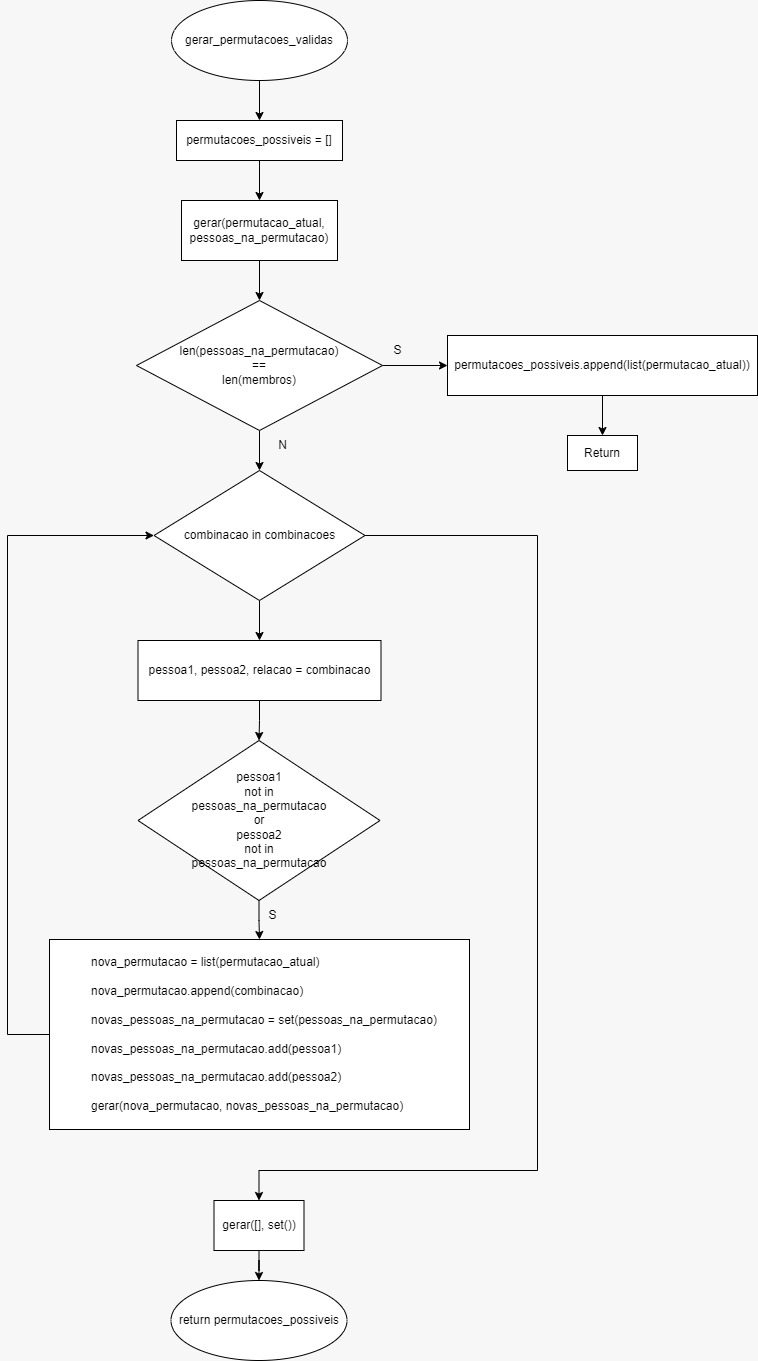 gerar_permutacoes_validas
permutacoes_possiveis = []
gerar(permutacao_atual,
pessoas_na_permutacao)
len(pessoas_na_permutacao)
==
len(membros)
S
permutacoes_possiveis.append(list(permutacao_atual))
Return
N
combinacao in combinacoes
pessoa1, pessoa2, relacao = combinacao
pessoa1
not in
pessoas_na_permutacao
or
pessoa2
not in
pessoas_na_permutacao
S
nova_permutacao = list(permutacao_atual)
nova_permutacao.append(combinacao)
novas_pessoas_na_permutacao = set(pessoas_na_permutacao)
novas_pessoas_na_permutacao.add(pessoa1)
novas_pessoas_na_permutacao.add(pessoa2)
gerar(nova_permutacao, novas_pessoas_na_permutacao)
gerar([], set())
return permutacoes_possiveis